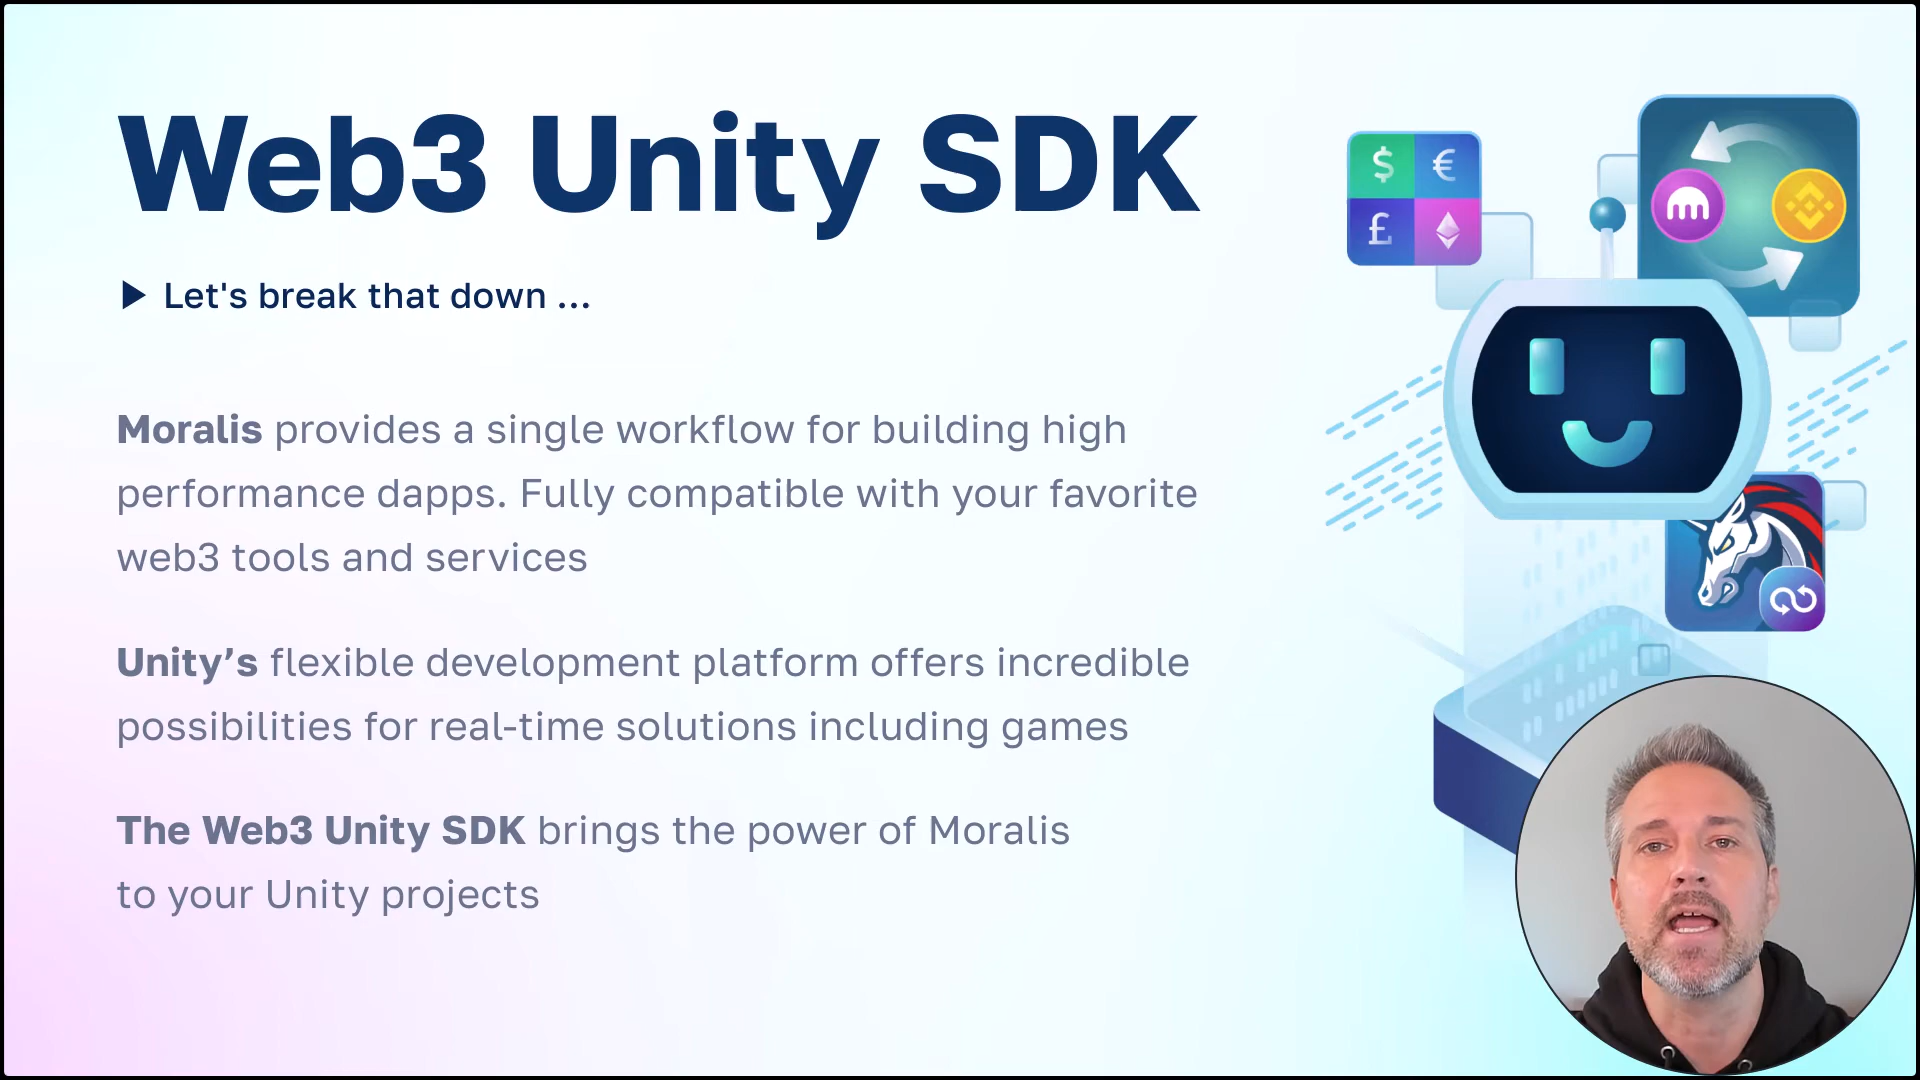 Web3 Unity SDK
Let's break that down ...
Moralis provides a single workflow for building high
performance dapps. Fully compatible with your favorite
web3 tools and services
Unity’s flexible development platform offers incredible
possibilities for real-time solutions including games
The Web3 Unity SDK brings the power of Moralis
to your Unity projects
$ €
£